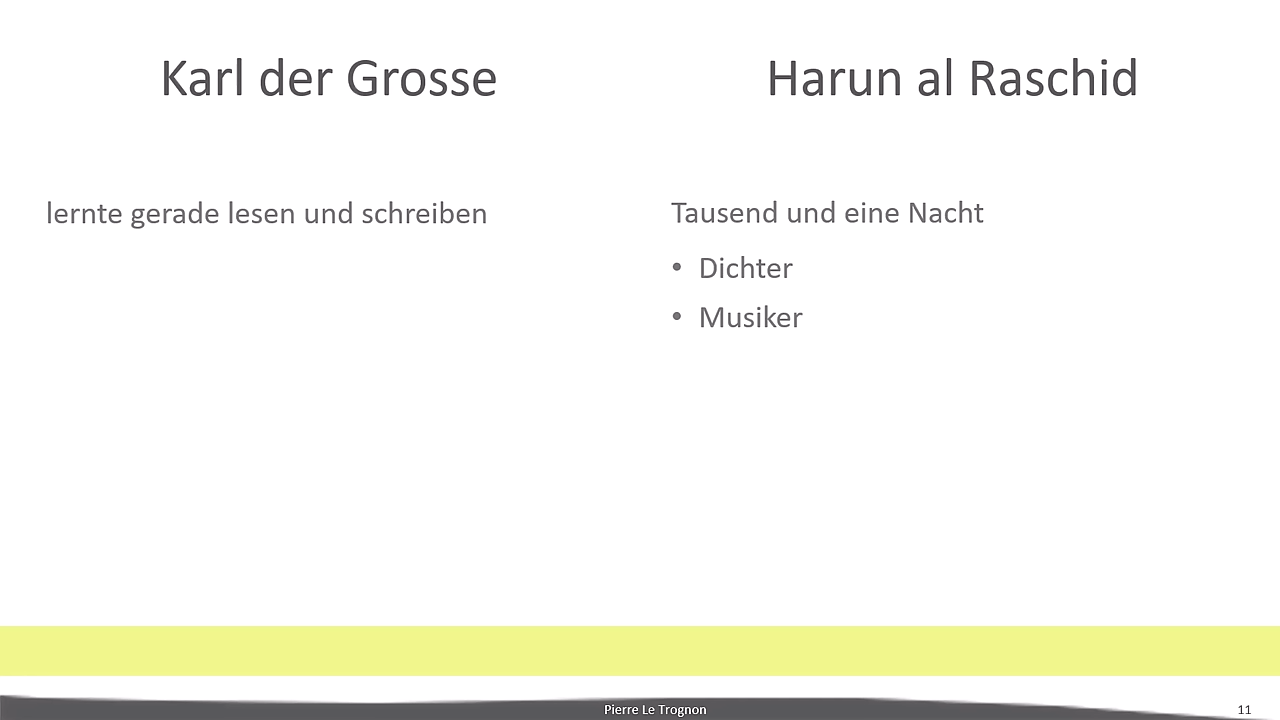 Karl der Grosse
lernte gerade lesen und schreiben
Harun al Raschid
Tausend und eine Nacht
• Dichter
• Musiker
Pierre Le Trognon
11